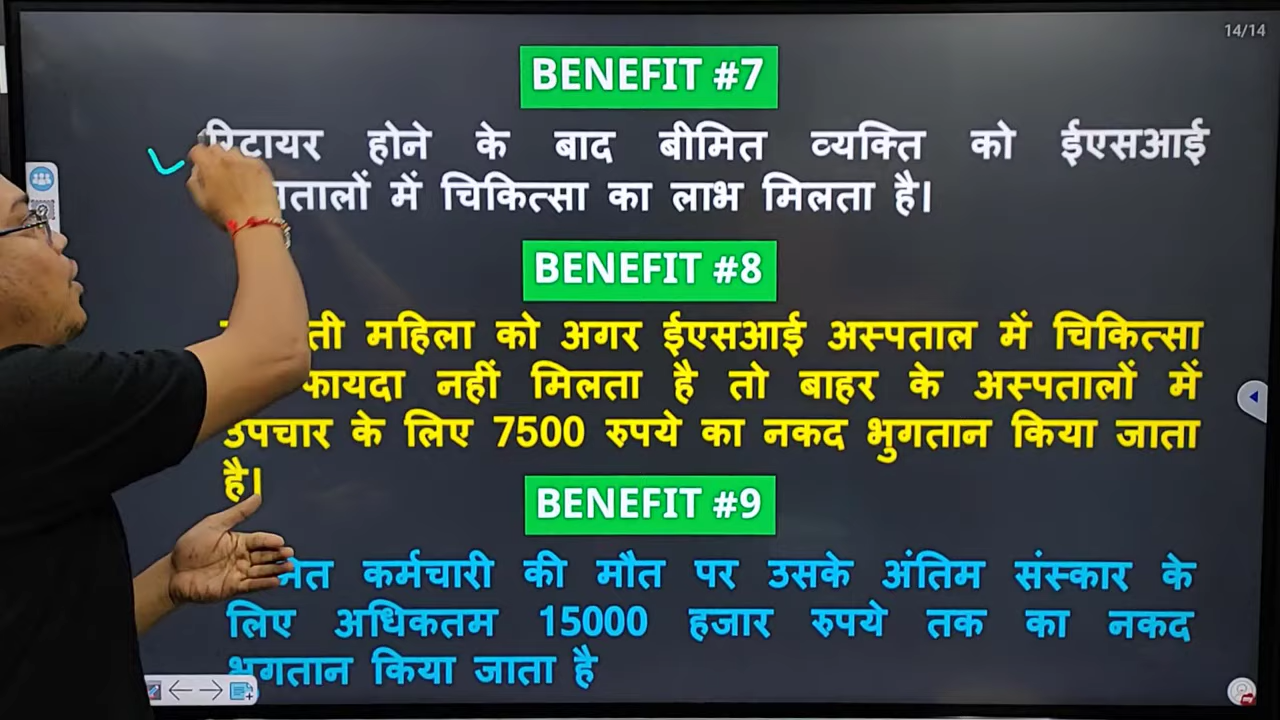 14/14
BENEFIT #7
रिटायर होने के बाद बीमित व्यक्ति को ईएसआई
में चिकित्सा का लाभ मिलता है।
BENEFIT #8
महिला को अगर ईएसआई अस्पताल में चिकित्सा
फायदा नहीं मिलता है तो बाहर के अस्पतालों में
उपचार के लिए 7500 रुपये का नकद भुगतान किया जाता
है।
BENEFIT #9
कर्मचारी की मौत पर उसके अंतिम संस्कार के
लिए अधिकतम 15000 हजार रुपये तक का नकद
भुगतान किया जाता है